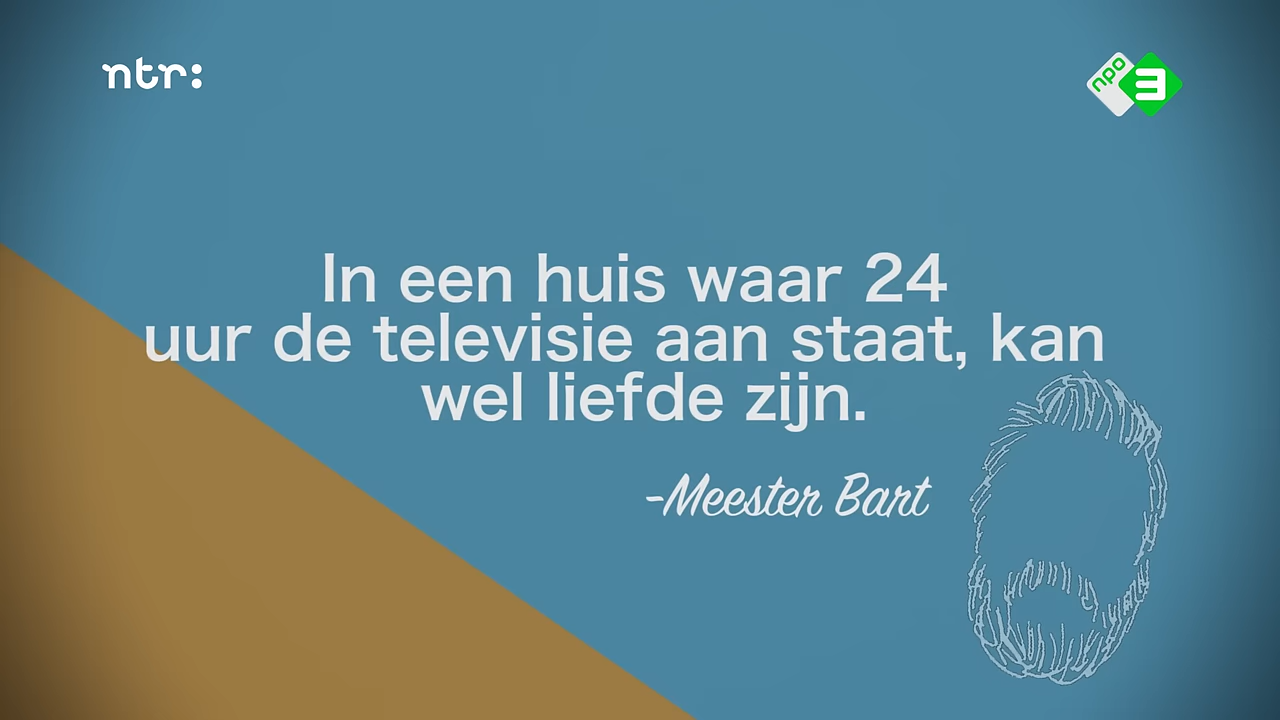 ntr:
npo
3
In een huis waar 24
uur de televisie aan staat, kan
wel liefde zijn.
-Meester Bart